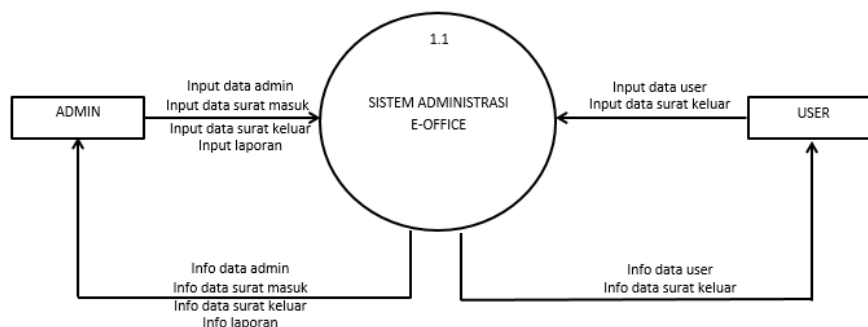 1.1
SISTEM ADMINISTRASI
E-OFFICE
ADMIN
Input data admin
Input data surat masuk
Input data surat keluar
Input laporan
Input data user
Input data surat keluar
USER
Info data admin
Info data surat masuk
Info data surat keluar
Info laporan
Info data user
Info data surat keluar